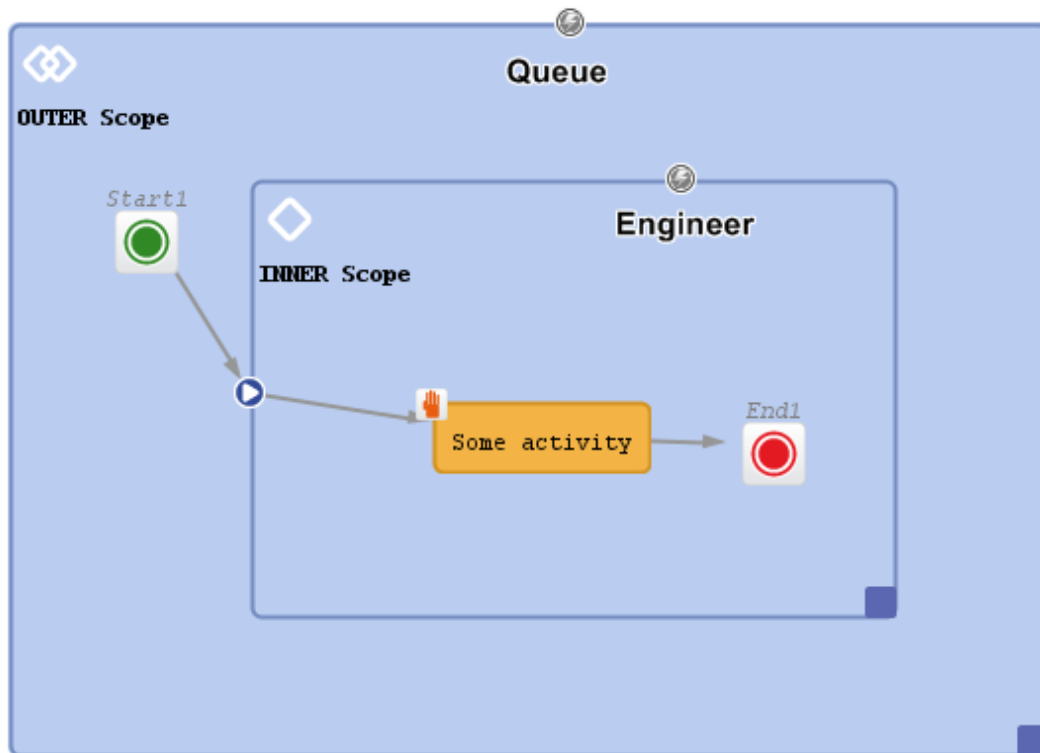 Queue
OUTER Scope
Start1
Engineer
INNER Scope
Some activity
End1